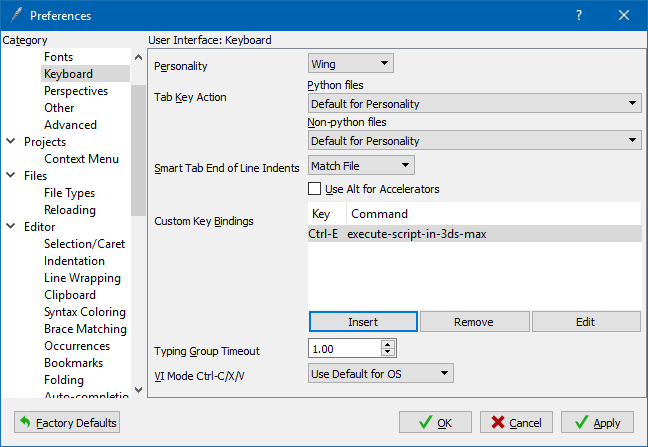 Preferences
Category
User Interface: Keyboard
Fonts
Keyboard
Perspectives
Other
Advanced
Projects
Context Menu
Files
File Types
Reloading
Editor
Selection/Caret
Indentation
Line Wrapping
Clipboard
Syntax Coloring
Brace Matching
Occurrences
Bookmarks
Folding
Auto-completion
Personality
Wing
Python files
Tab Key Action
Default for Personality
Non-python files
Default for Personality
Smart Tab End of Line Indents
Match File
Use Alt for Accelerators
Custom Key Bindings
Key Command
Ctrl-E execute-script-in-3ds-max
Insert Remove Edit
Typing Group Timeout
1.00
VI Mode Ctrl-C/X/V
Use Default for OS
Factory Defaults
OK Cancel Apply